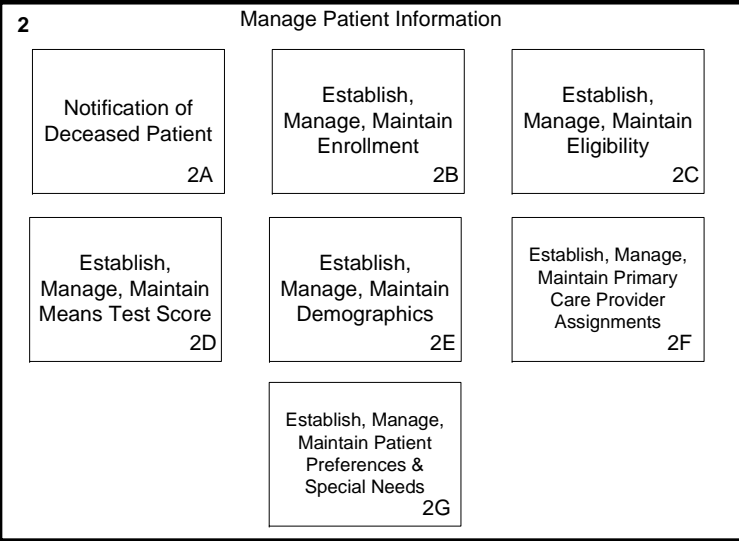 2
Manage Patient Information
Notification of
Deceased Patient
2A
Establish,
Manage, Maintain
Enrollment
2B
Establish,
Manage, Maintain
Eligibility
2C
Establish,
Manage, Maintain
Means Test Score
2D
Establish,
Manage, Maintain
Demographics
2E
Establish, Manage,
Maintain Primary
Care Provider
Assignments
2F
Establish, Manage,
Maintain Patient
Preferences &
Special Needs
2G